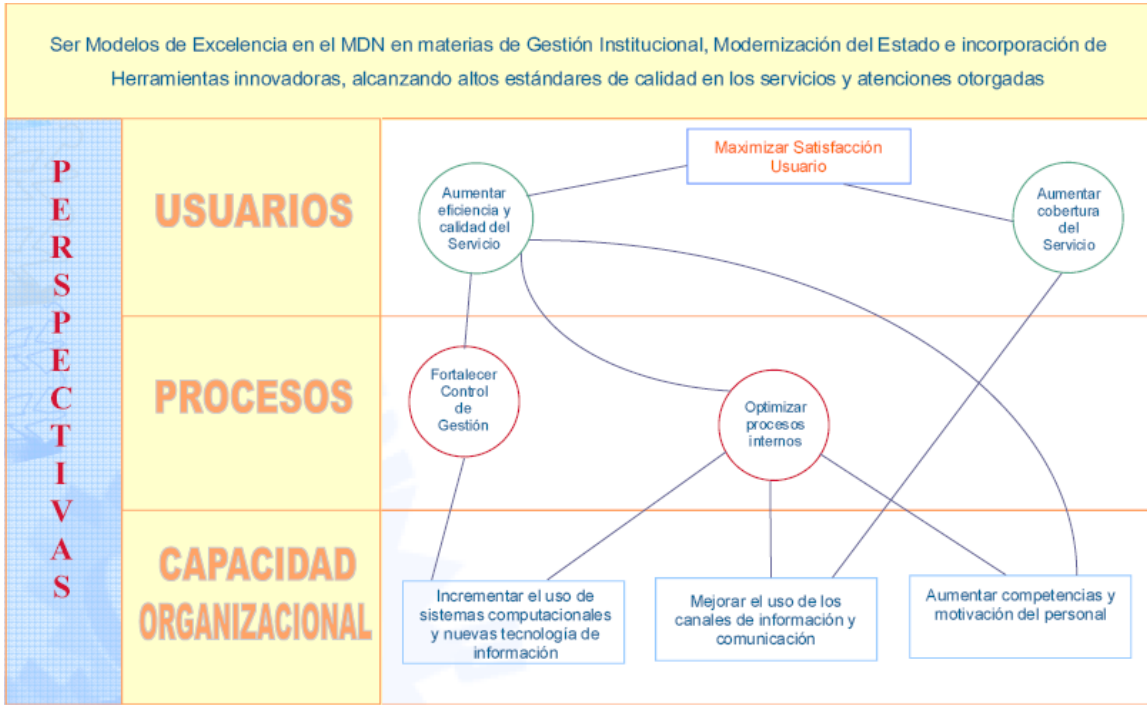 Ser Modelos de Excelencia en el MDN en materias de Gestión Institucional, Modernización del Estado e incorporación de
Herramientas innovadoras, alcanzando altos estándares de calidad en los servicios y atenciones otorgadas
PERSPECTIVAS
USUARIOS
Maximizar Satisfacción
Usuario
Aumentar
eficiencia y
calidad del
Servicio
Aumentar
cobertura
del
Servicio
PROCESOS
Fortalecer
Control
de
Gestión
Optimizar
procesos
internos
CAPACIDAD
ORGANIZACIONAL
Incrementar el uso de
sistemas computacionales
y nuevas tecnología de
información
Mejorar el uso de los
canales de información y
comunicación
Aumentar competencias y
motivación del personal